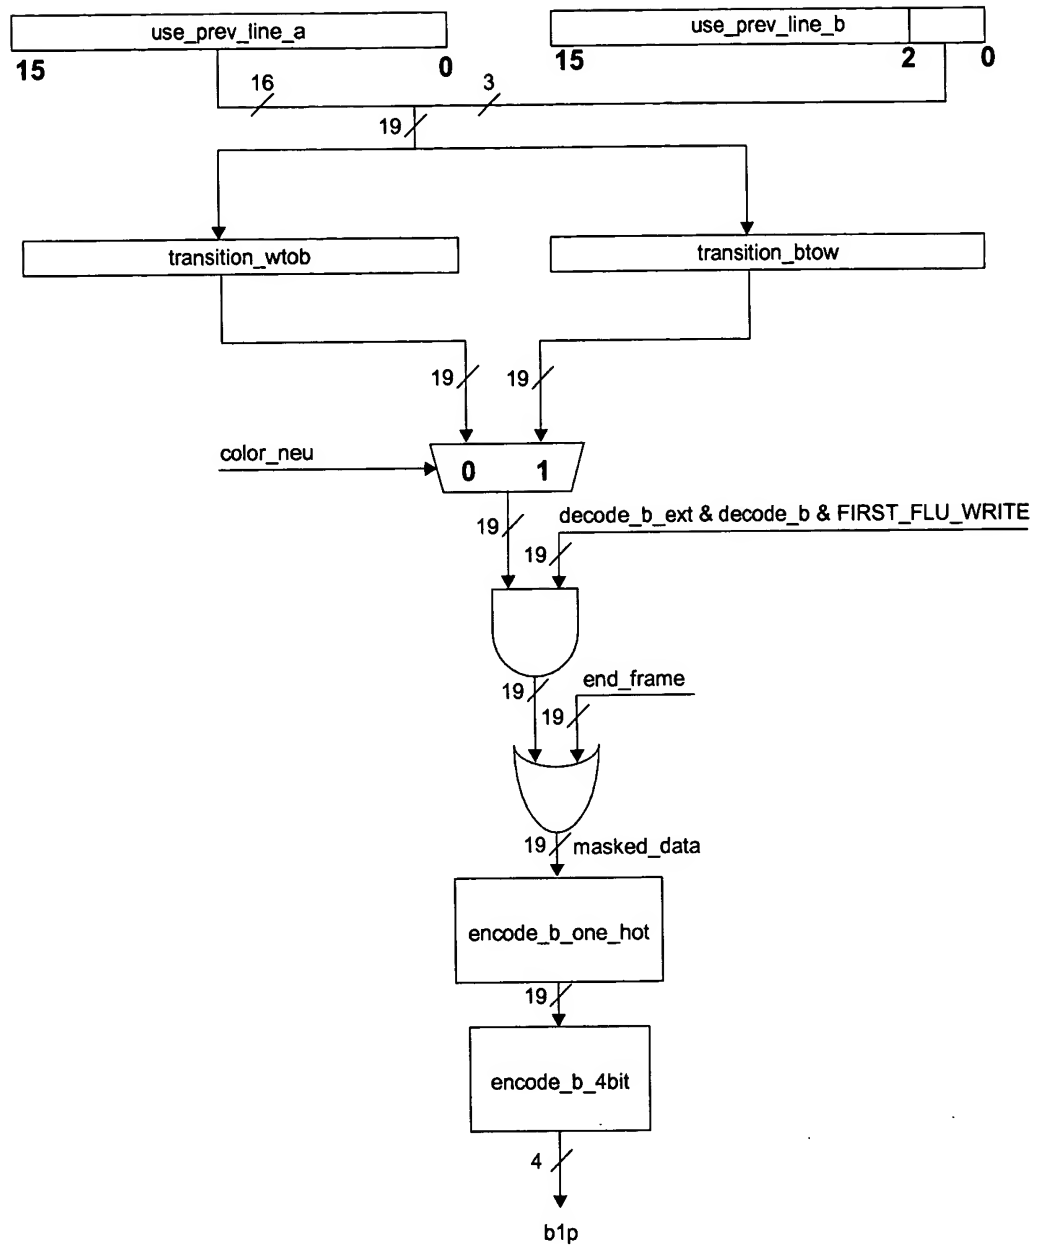 use_prev_line_a use_prev_line_b
15 0 15 2 0
16 3
19
transition_wtob transition_btow
19 19
color_neu 0 1
decode_b_ext & decode_b & FIRST_FLU_WRITE
19
19
end_frame
19
19
19 masked_data
encode_b_one_hot
19
encode_b_4bit
4
b1p